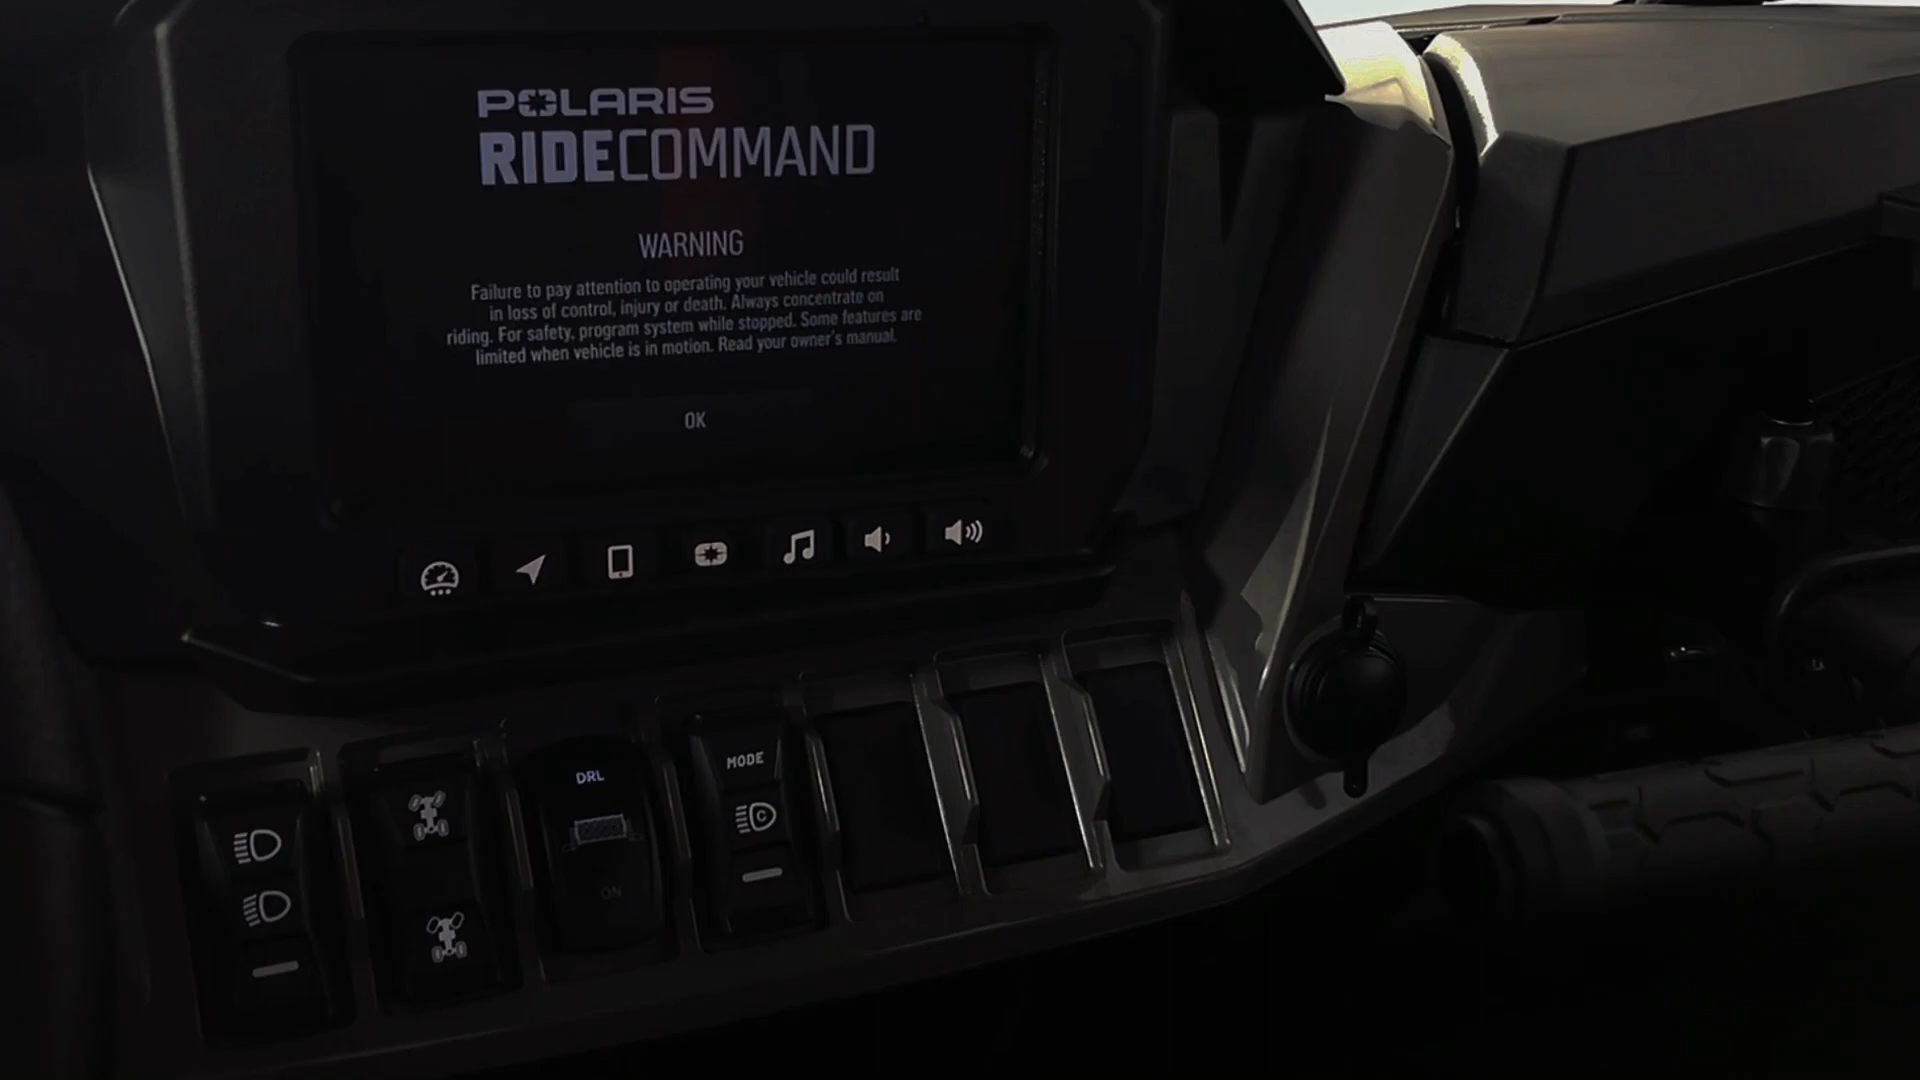 POLARIS
RIDECOMMAND
WARNING
Failure to pay attention to operating your vehicle could result
in loss of control, injury or death. Always concentrate on
riding. For safety, program system while stopped. Some features are
limited when vehicle is in motion. Read your owner's manual.
OK
DRL
ON
MODE
C